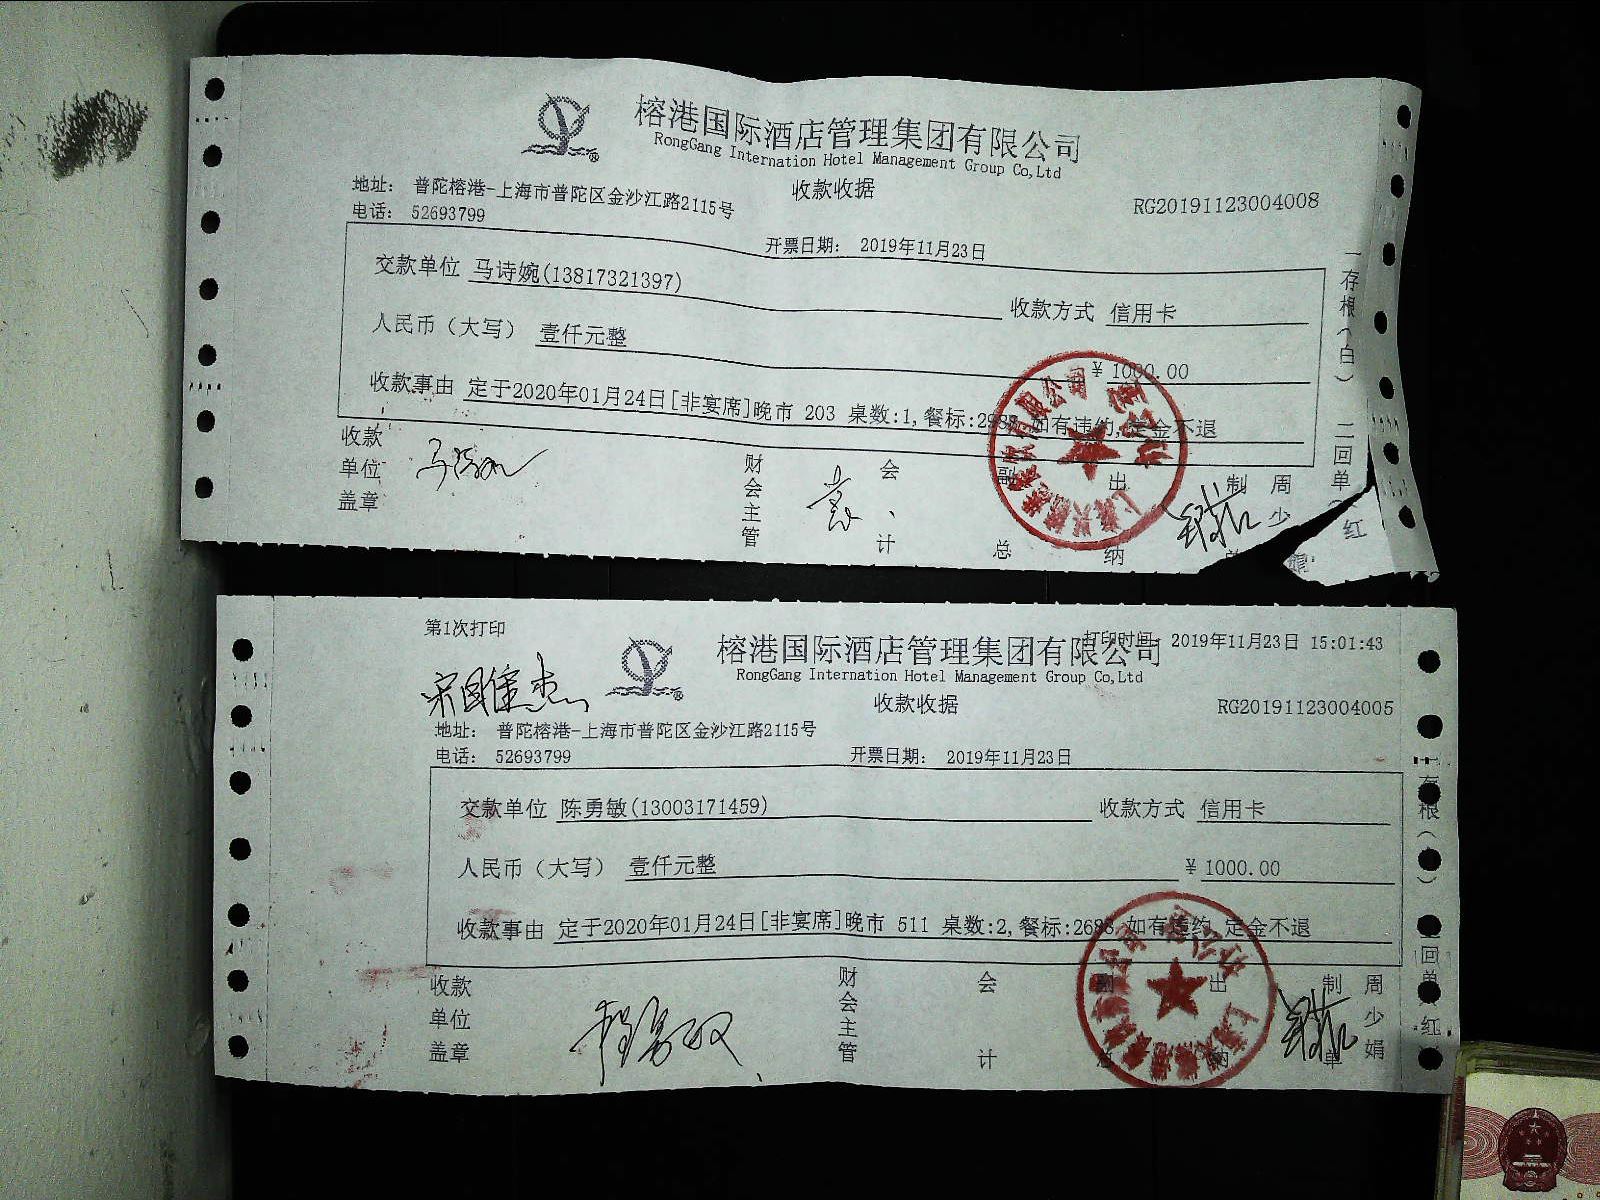 榕港国际酒店管理集团有限公司
RongGang Internation Hotel Management Group Co,Ltd
收款收据
地址： 普陀榕港-上海市普陀区金沙江路2115号
电话： 52693799
RG20191123004008
开票日期： 2019年11月23日
交款单位 马诗婉(13817321397)
收款方式 信用卡
人民币（大写） 壹仟元整
￥1000.00
收款事由 定于2020年01月24日[非宴席]晚市 203 桌数:1,餐标:2988,如有违约,定金不退
收款单位盖章
财会主管
会计
副总
出纳
制单
周少娟
一存根(白) 二回单(红
第1次打印
打印时间 2019年11月23日 15:01:43
榕港国际酒店管理集团有限公司
RongGang Internation Hotel Management Group Co,Ltd
收款收据
RG20191123004005
地址： 普陀榕港-上海市普陀区金沙江路2115号
电话： 52693799
开票日期： 2019年11月23日
交款单位 陈勇敏(13003171459)
收款方式 信用卡
人民币（大写） 壹仟元整
￥1000.00
收款事由 定于2020年01月24日[非宴席]晚市 511 桌数:2,餐标:2688,如有违约,定金不退
收款单位盖章
财会主管
会计
副总
出纳
制单
周少娟